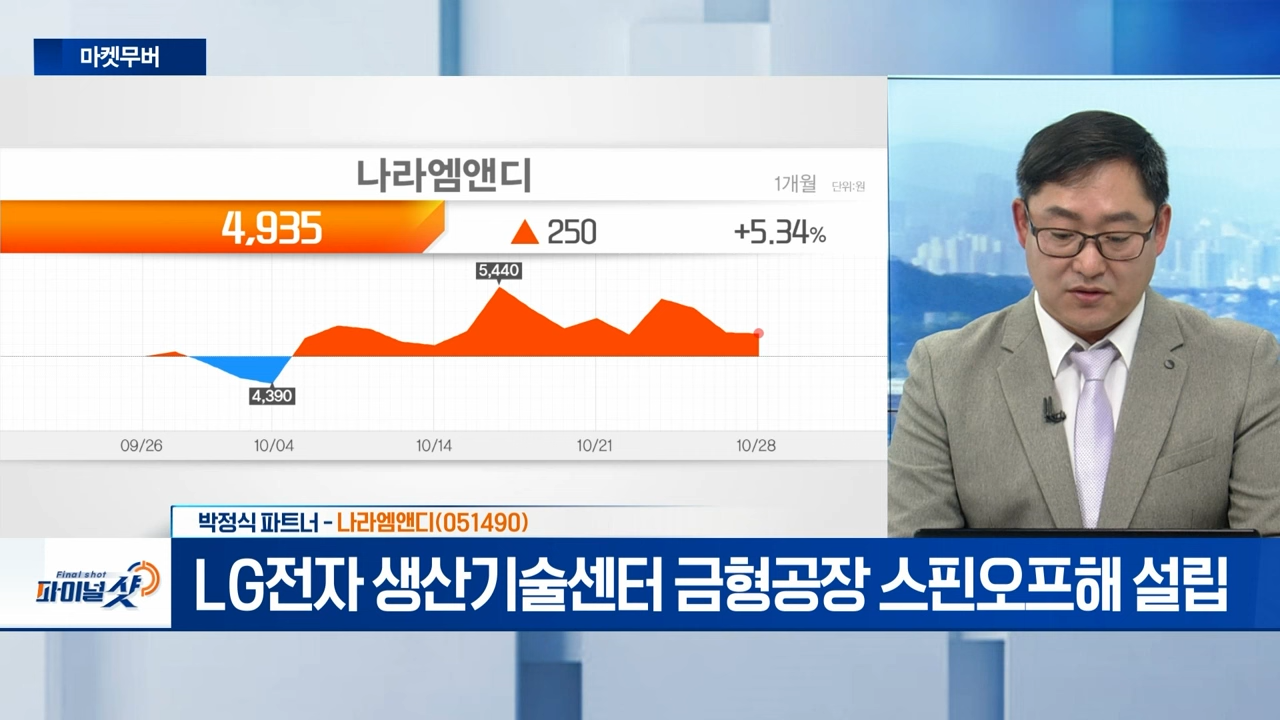 마켓무버
나라엠앤디
1개월 단위:원
4,935 ▲ 250 +5.34%
5,440
4,390
09/26 10/04 10/14 10/21 10/28
박정식 파트너 - 나라엠앤디(051490)
Final shot
파이널샷
LG전자 생산기술센터 금형공장 스핀오프해 설립